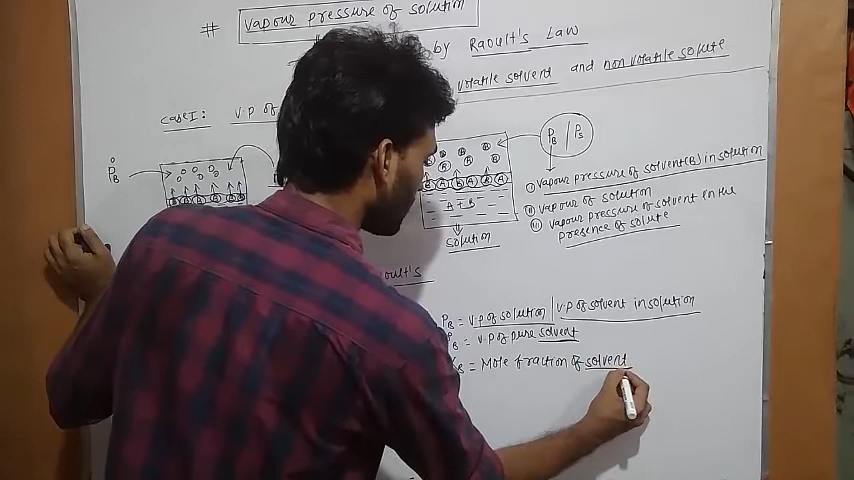 # vapour pressure of solution
by Raoult's Law
volatile solvent and non volatile solute
case I: V.P of
P°B
PB / Ps
A + B
solution
(I) vapour pressure of solvent(B) in solution
(II) vapour of solution
(III) vapour pressure of solvent in the
presence of solute
oult's
PB = V.P of solution | V.P of solvent in solution
P°B = V.P of pure solvent
B = Mole fraction of solvent